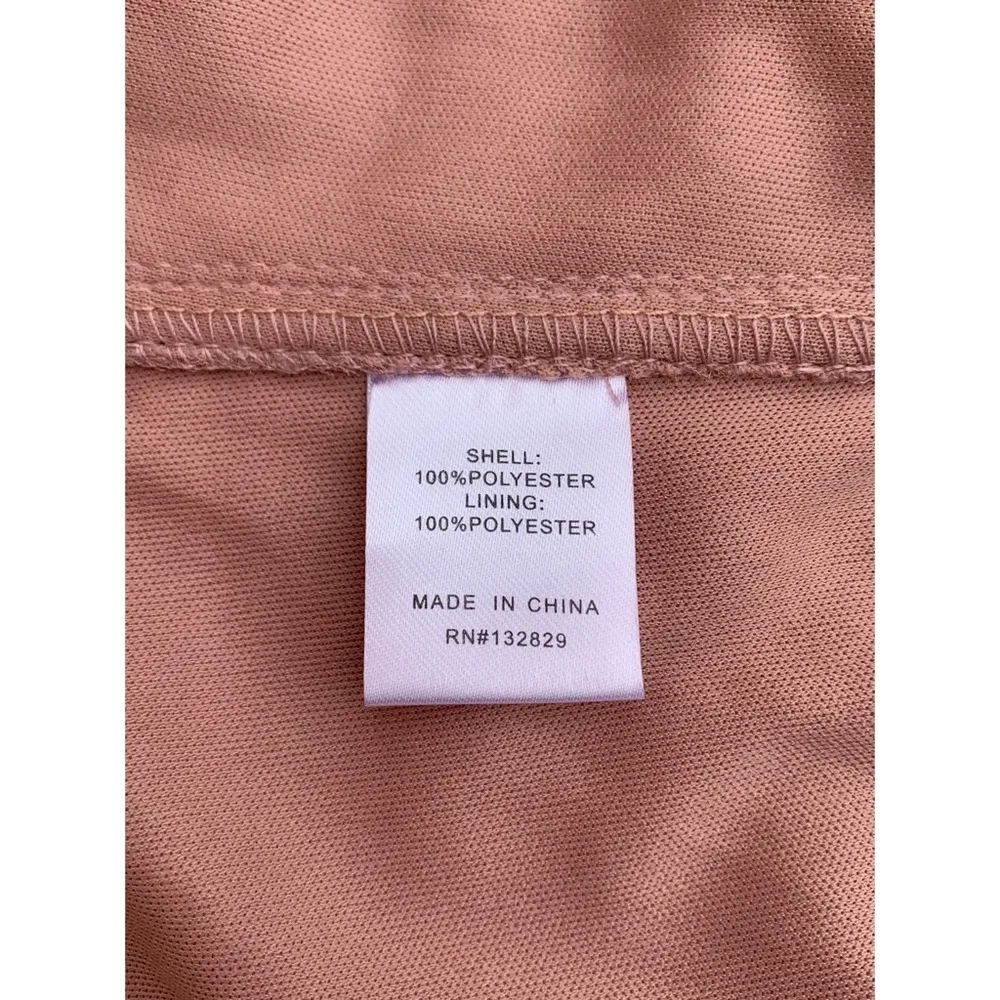 SHELL:
100%POLYESTER
LINING:
100%POLYESTER
MADE IN CHINA
RN#132829